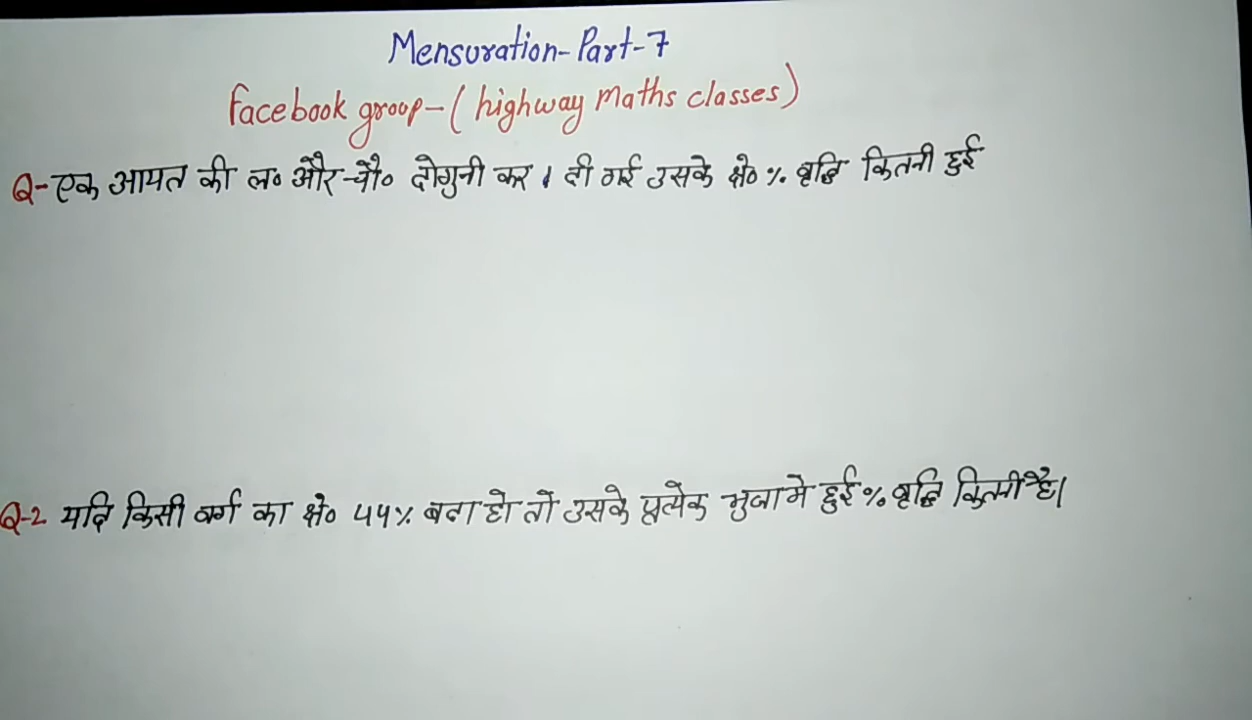 Mensuration-Part-7
facebook group-(highway Maths classes)
Q-एक आयत की ल० और चौ० दोगुनी कर । दी गई उसके क्षे० % वृद्धि कितनी हुई
Q-2 यदि किसी वर्ग का क्षे० 44% बढा हो तो उसके प्रत्येक भुजा मे हुई % वृद्धि कितनी है।